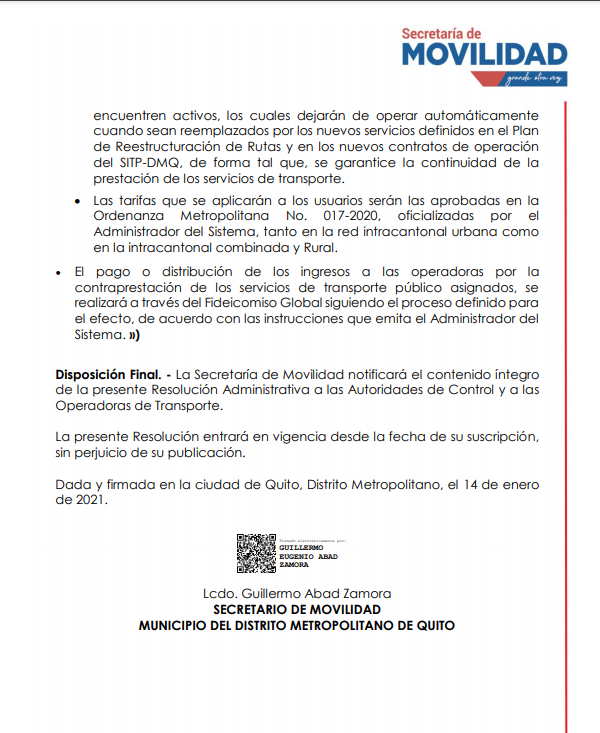 Secretaría de
MOVILIDAD
grande otra vez
encuentren activos, los cuales dejarán de operar automáticamente
cuando sean reemplazados por los nuevos servicios definidos en el Plan
de Reestructuración de Rutas y en los nuevos contratos de operación
del SITP-DMQ, de forma tal que, se garantice la continuidad de la
prestación de los servicios de transporte.
• Las tarifas que se aplicarán a los usuarios serán las aprobadas en la
Ordenanza Metropolitana No. 017-2020, oficializadas por el
Administrador del Sistema, tanto en la red intracantonal urbana como
en la intracantonal combinada y Rural.
• El pago o distribución de los ingresos a las operadoras por la
contraprestación de los servicios de transporte público asignados, se
realizará a través del Fideicomiso Global siguiendo el proceso definido para
el efecto, de acuerdo con las instrucciones que emita el Administrador del
Sistema. »)
Disposición Final. - La Secretaría de Movilidad notificará el contenido íntegro
de la presente Resolución Administrativa a las Autoridades de Control y a las
Operadoras de Transporte.
La presente Resolución entrará en vigencia desde la fecha de su suscripción,
sin perjuicio de su publicación.
Dada y firmada en la ciudad de Quito, Distrito Metropolitano, el 14 de enero
de 2021.
Firmado electrónicamente por:
GUILLERMO
EUGENIO ABAD
ZAMORA
Lcdo. Guillermo Abad Zamora
SECRETARIO DE MOVILIDAD
MUNICIPIO DEL DISTRITO METROPOLITANO DE QUITO